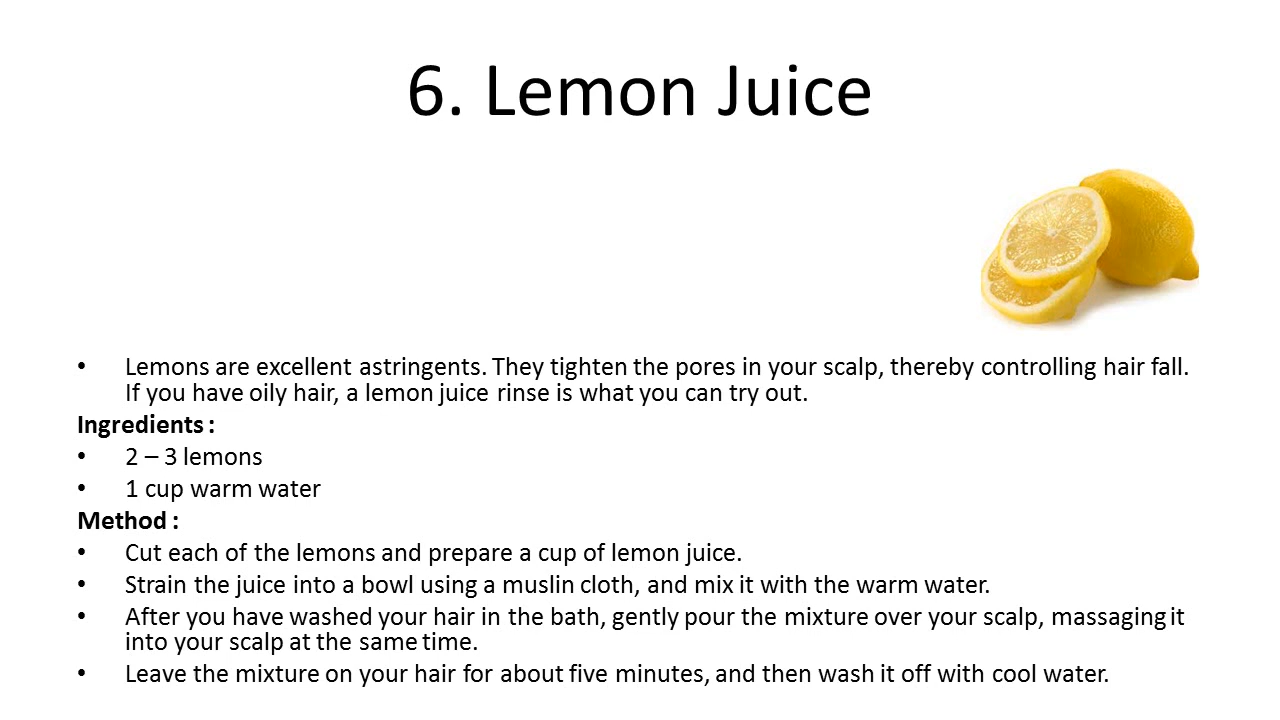 6. Lemon Juice
• Lemons are excellent astringents. They tighten the pores in your scalp, thereby controlling hair fall.
If you have oily hair, a lemon juice rinse is what you can try out.
Ingredients :
• 2 – 3 lemons
• 1 cup warm water
Method :
• Cut each of the lemons and prepare a cup of lemon juice.
• Strain the juice into a bowl using a muslin cloth, and mix it with the warm water.
• After you have washed your hair in the bath, gently pour the mixture over your scalp, massaging it
into your scalp at the same time.
• Leave the mixture on your hair for about five minutes, and then wash it off with cool water.